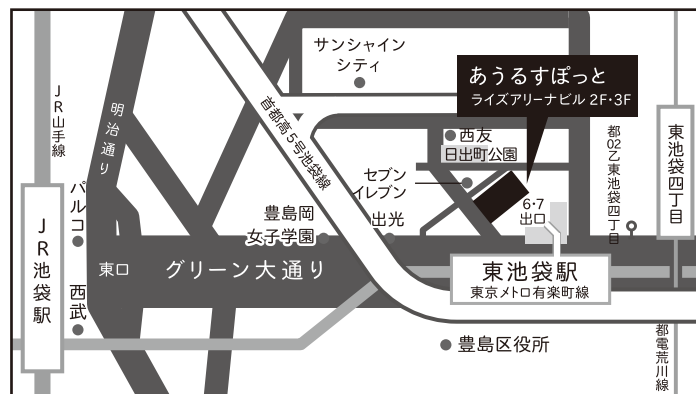 サンシャイン
シティ
あうるすぽっと
ライズアリーナビル 2F・3F
JR山手線
明治通り
首都高5号池袋線
西友
日出町公園
都02乙東池袋四丁目
東池袋四丁目
セブン
イレブン
パルコ
JR池袋駅
豊島岡
女子学園
出光
6・7
出口
東口
グリーン大通り
東池袋駅
東京メトロ有楽町線
西武
豊島区役所
都電荒川線